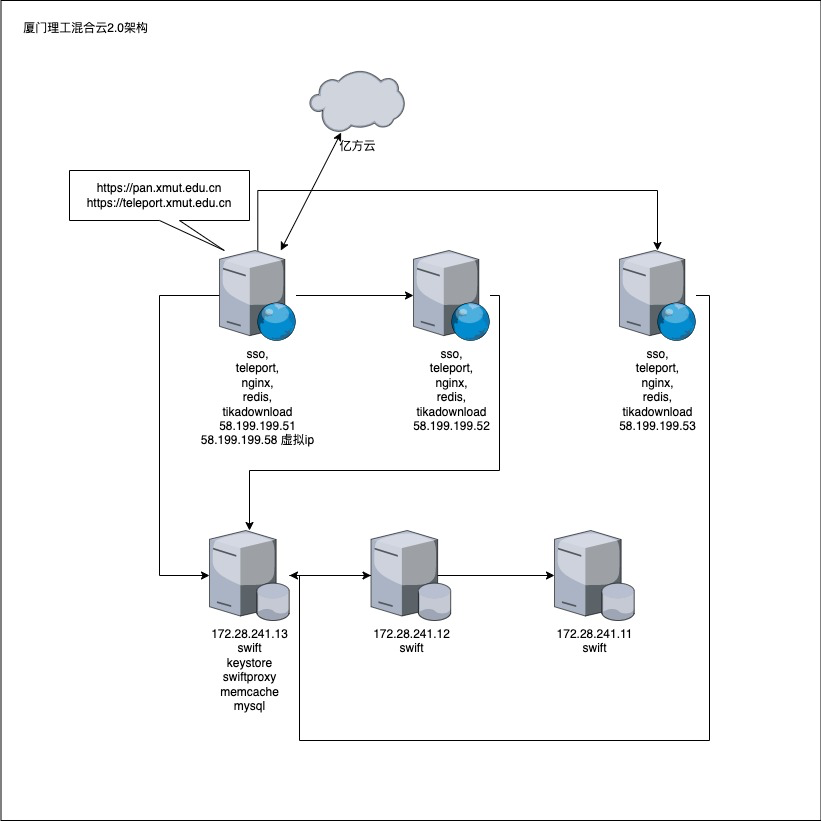 厦门理工混合云2.0架构
亿方云
https://pan.xmut.edu.cn
https://teleport.xmut.edu.cn
sso,
teleport,
nginx,
redis,
tikadownload
58.199.199.51
58.199.199.58 虚拟ip
sso,
teleport,
nginx,
redis,
tikadownload
58.199.199.52
sso,
teleport,
nginx,
redis,
tikadownload
58.199.199.53
172.28.241.13
swift
keystore
swiftproxy
memcache
mysql
172.28.241.12
swift
172.28.241.11
swift